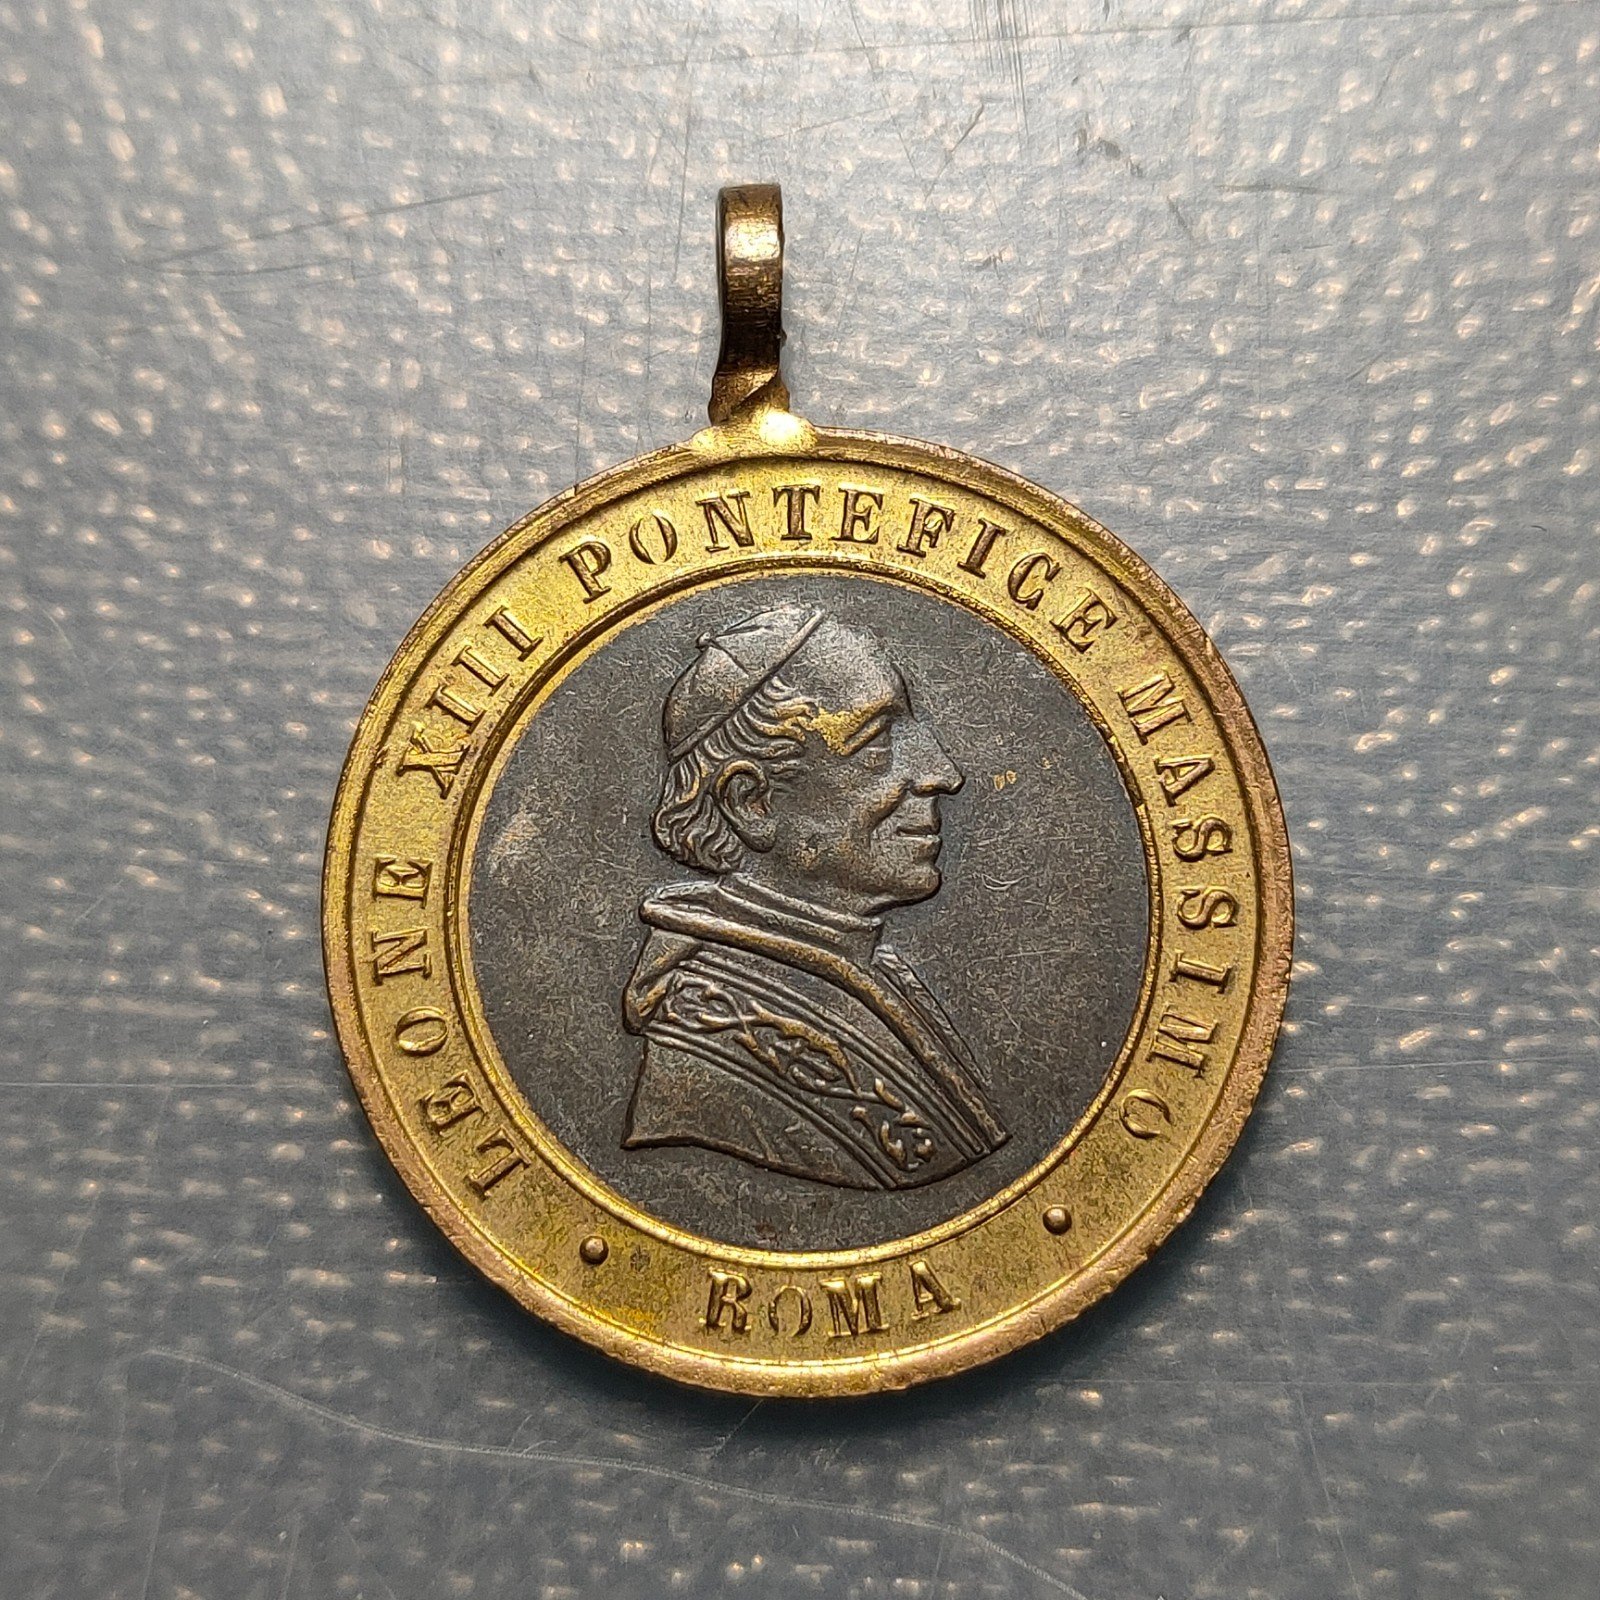 LEONE XIII PONTEFICE MASSIMO
• ROMA •